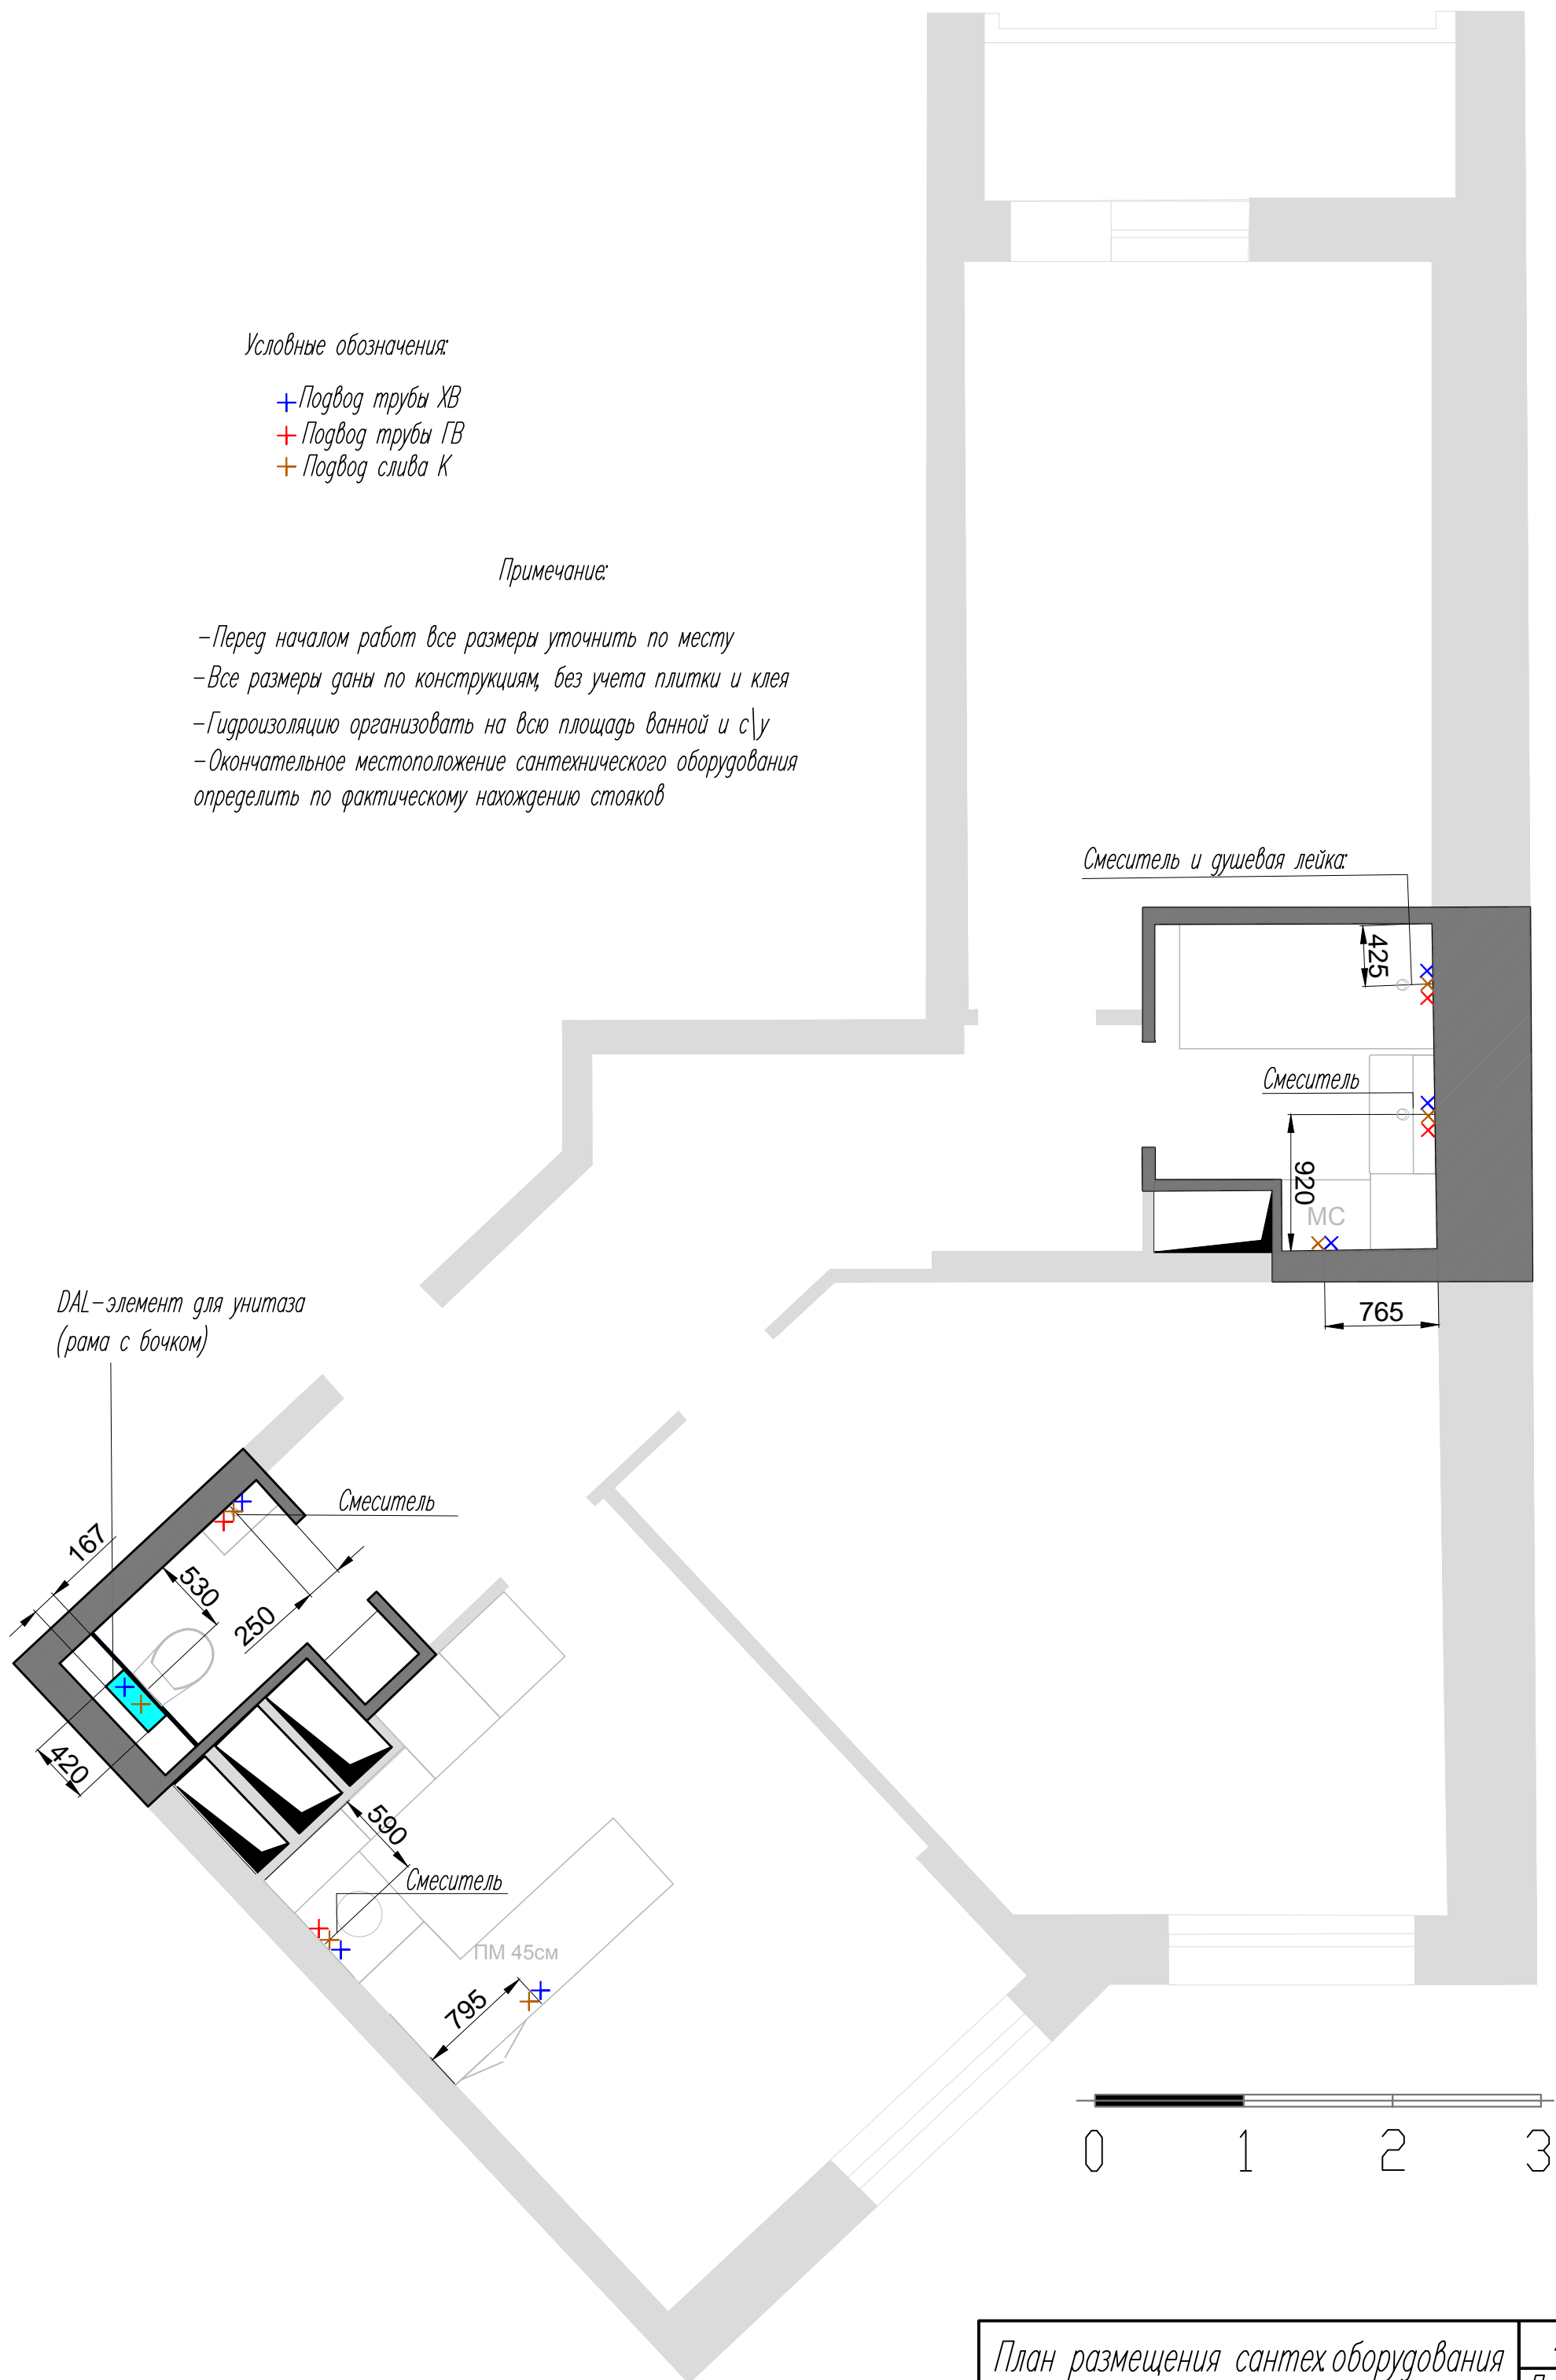 Условные обозначения:
Подвод трубы ХВ
Подвод трубы ГВ
Подвод слива К
Примечание:
-Перед началом работ все размеры уточнить по месту
-Все размеры даны по конструкциям, без учета плитки и клея
-Гидроизоляцию организовать на всю площадь ванной и с\у
-Окончательное местоположение сантехнического оборудования
определить по фактическому нахождению стояков
Смеситель и душевая лейка:
425
Смеситель
920
МС
765
DAL-элемент для унитаза
(рама с бочком)
Смеситель
167
530
250
420
590
Смеситель
ПМ 45см
795
0 1 2 3
План размещения сантех.оборудования